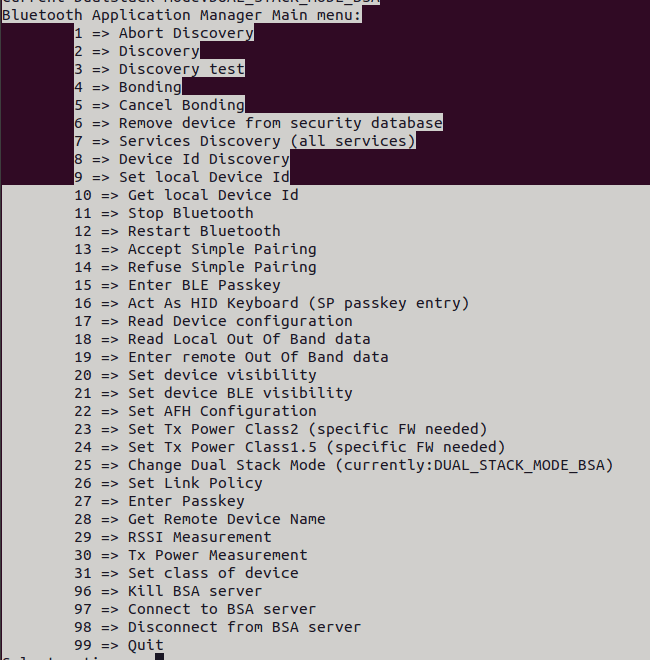 Current DualStack mode:DUAL_STACK_MODE_BSA
Bluetooth Application Manager Main menu:
1 => Abort Discovery
2 => Discovery
3 => Discovery test
4 => Bonding
5 => Cancel Bonding
6 => Remove device from security database
7 => Services Discovery (all services)
8 => Device Id Discovery
9 => Set local Device Id
10 => Get local Device Id
11 => Stop Bluetooth
12 => Restart Bluetooth
13 => Accept Simple Pairing
14 => Refuse Simple Pairing
15 => Enter BLE Passkey
16 => Act As HID Keyboard (SP passkey entry)
17 => Read Device configuration
18 => Read Local Out Of Band data
19 => Enter remote Out Of Band data
20 => Set device visibility
21 => Set device BLE visibility
22 => Set AFH Configuration
23 => Set Tx Power Class2 (specific FW needed)
24 => Set Tx Power Class1.5 (specific FW needed)
25 => Change Dual Stack Mode (currently:DUAL_STACK_MODE_BSA)
26 => Set Link Policy
27 => Enter Passkey
28 => Get Remote Device Name
29 => RSSI Measurement
30 => Tx Power Measurement
31 => Set class of device
96 => Kill BSA server
97 => Connect to BSA server
98 => Disconnect from BSA server
99 => Quit